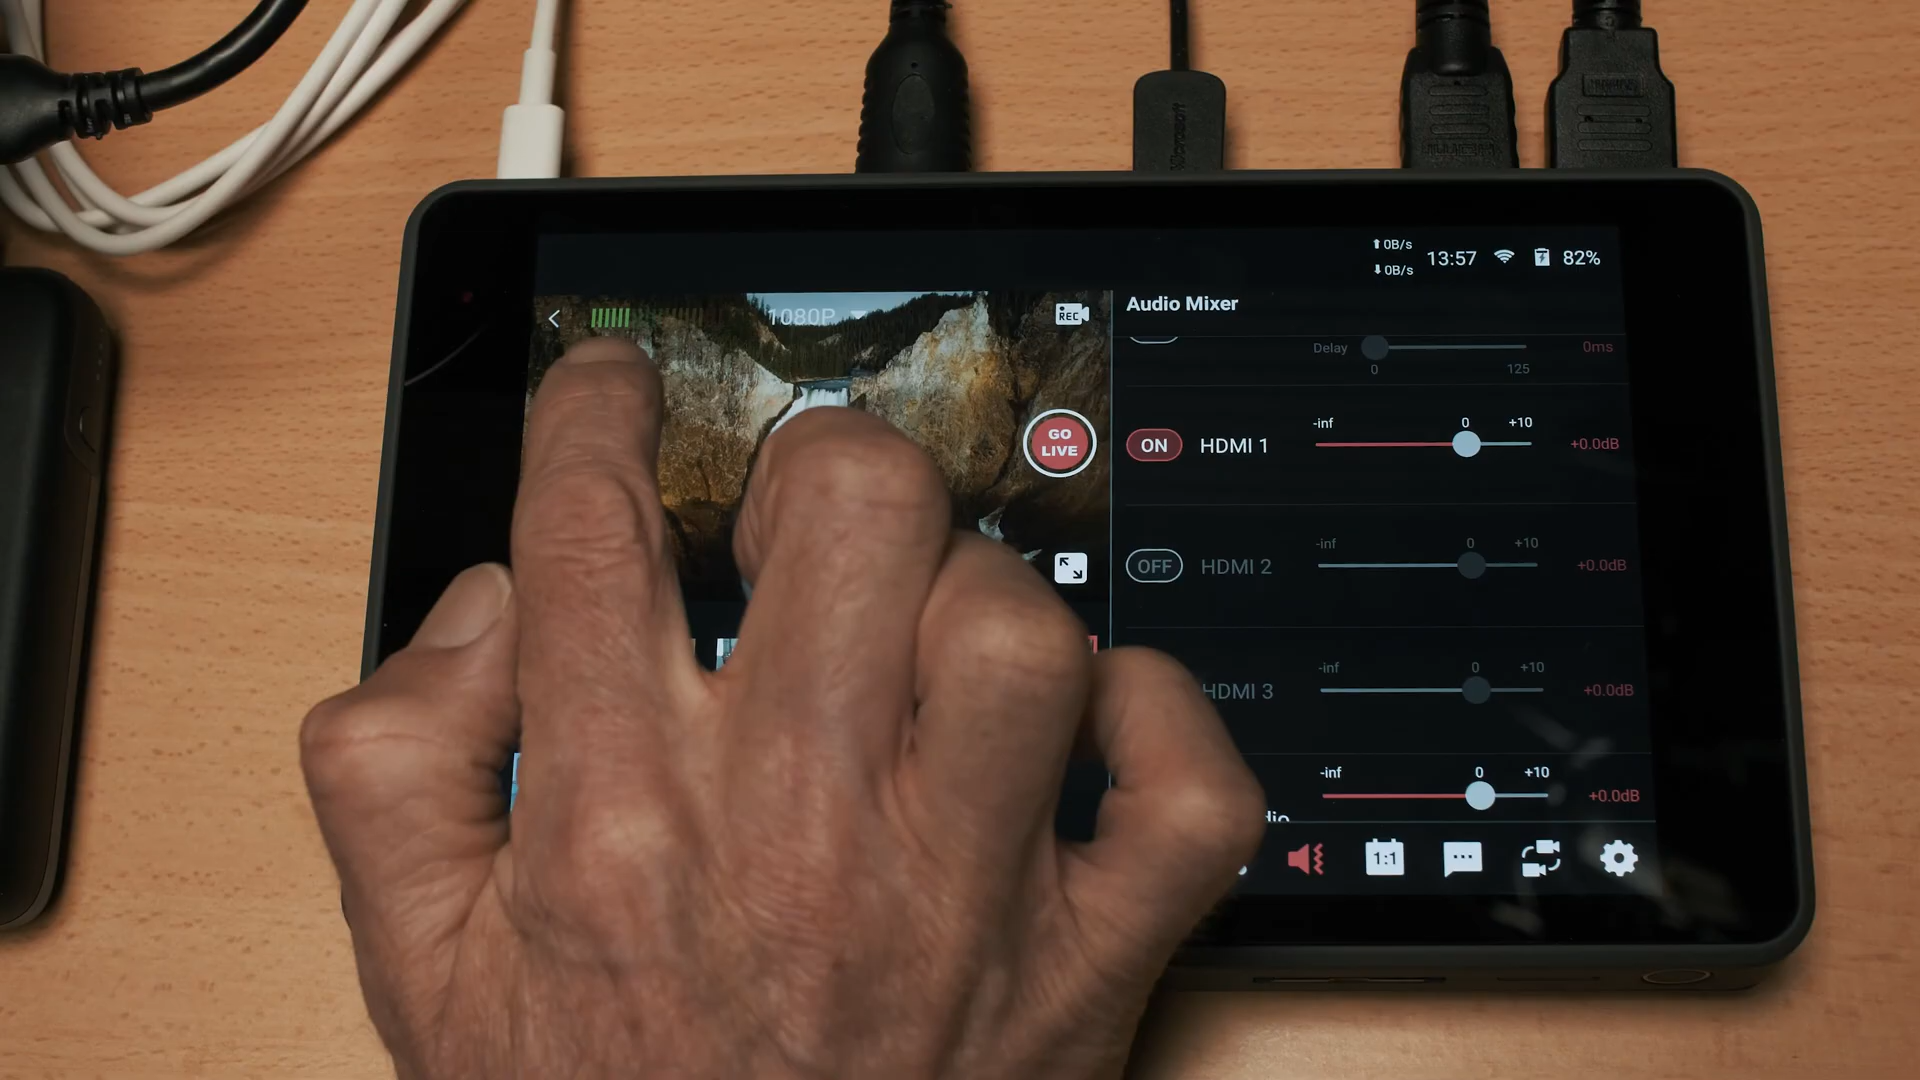 Microsoft
0B/s
0B/s
13:57
82%
1080P
REC
Audio Mixer
Delay
0ms
0
125
GO
LIVE
ON
HDMI 1
-inf
0
+10
+0.0dB
OFF
HDMI 2
-inf
0
+10
+0.0dB
HDMI 3
-inf
0
+10
+0.0dB
-inf
0
+10
+0.0dB
dio
1:1